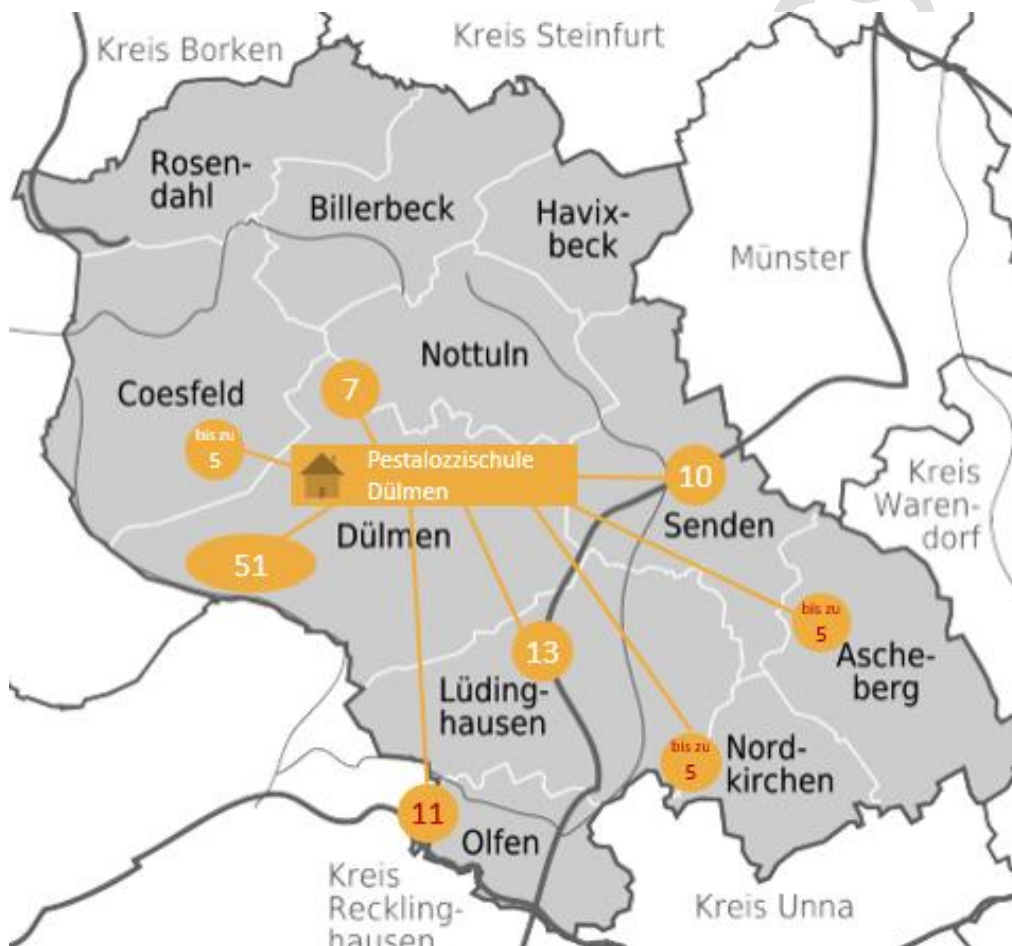 Kreis Borken
Kreis Steinfurt
Rosen-
dahl
Billerbeck
Havix-
beck
Münster
Nottuln
Coesfeld
7
bis zu
5
Pestalozzischule
Dülmen
10
Kreis
Waren-
dorf
Senden
Dülmen
51
bis zu
5
Asche-
berg
13
Lüding-
hausen
bis zu
5
Nord-
kirchen
11
Olfen
Kreis
Reckling-
hausen
Kreis Unna